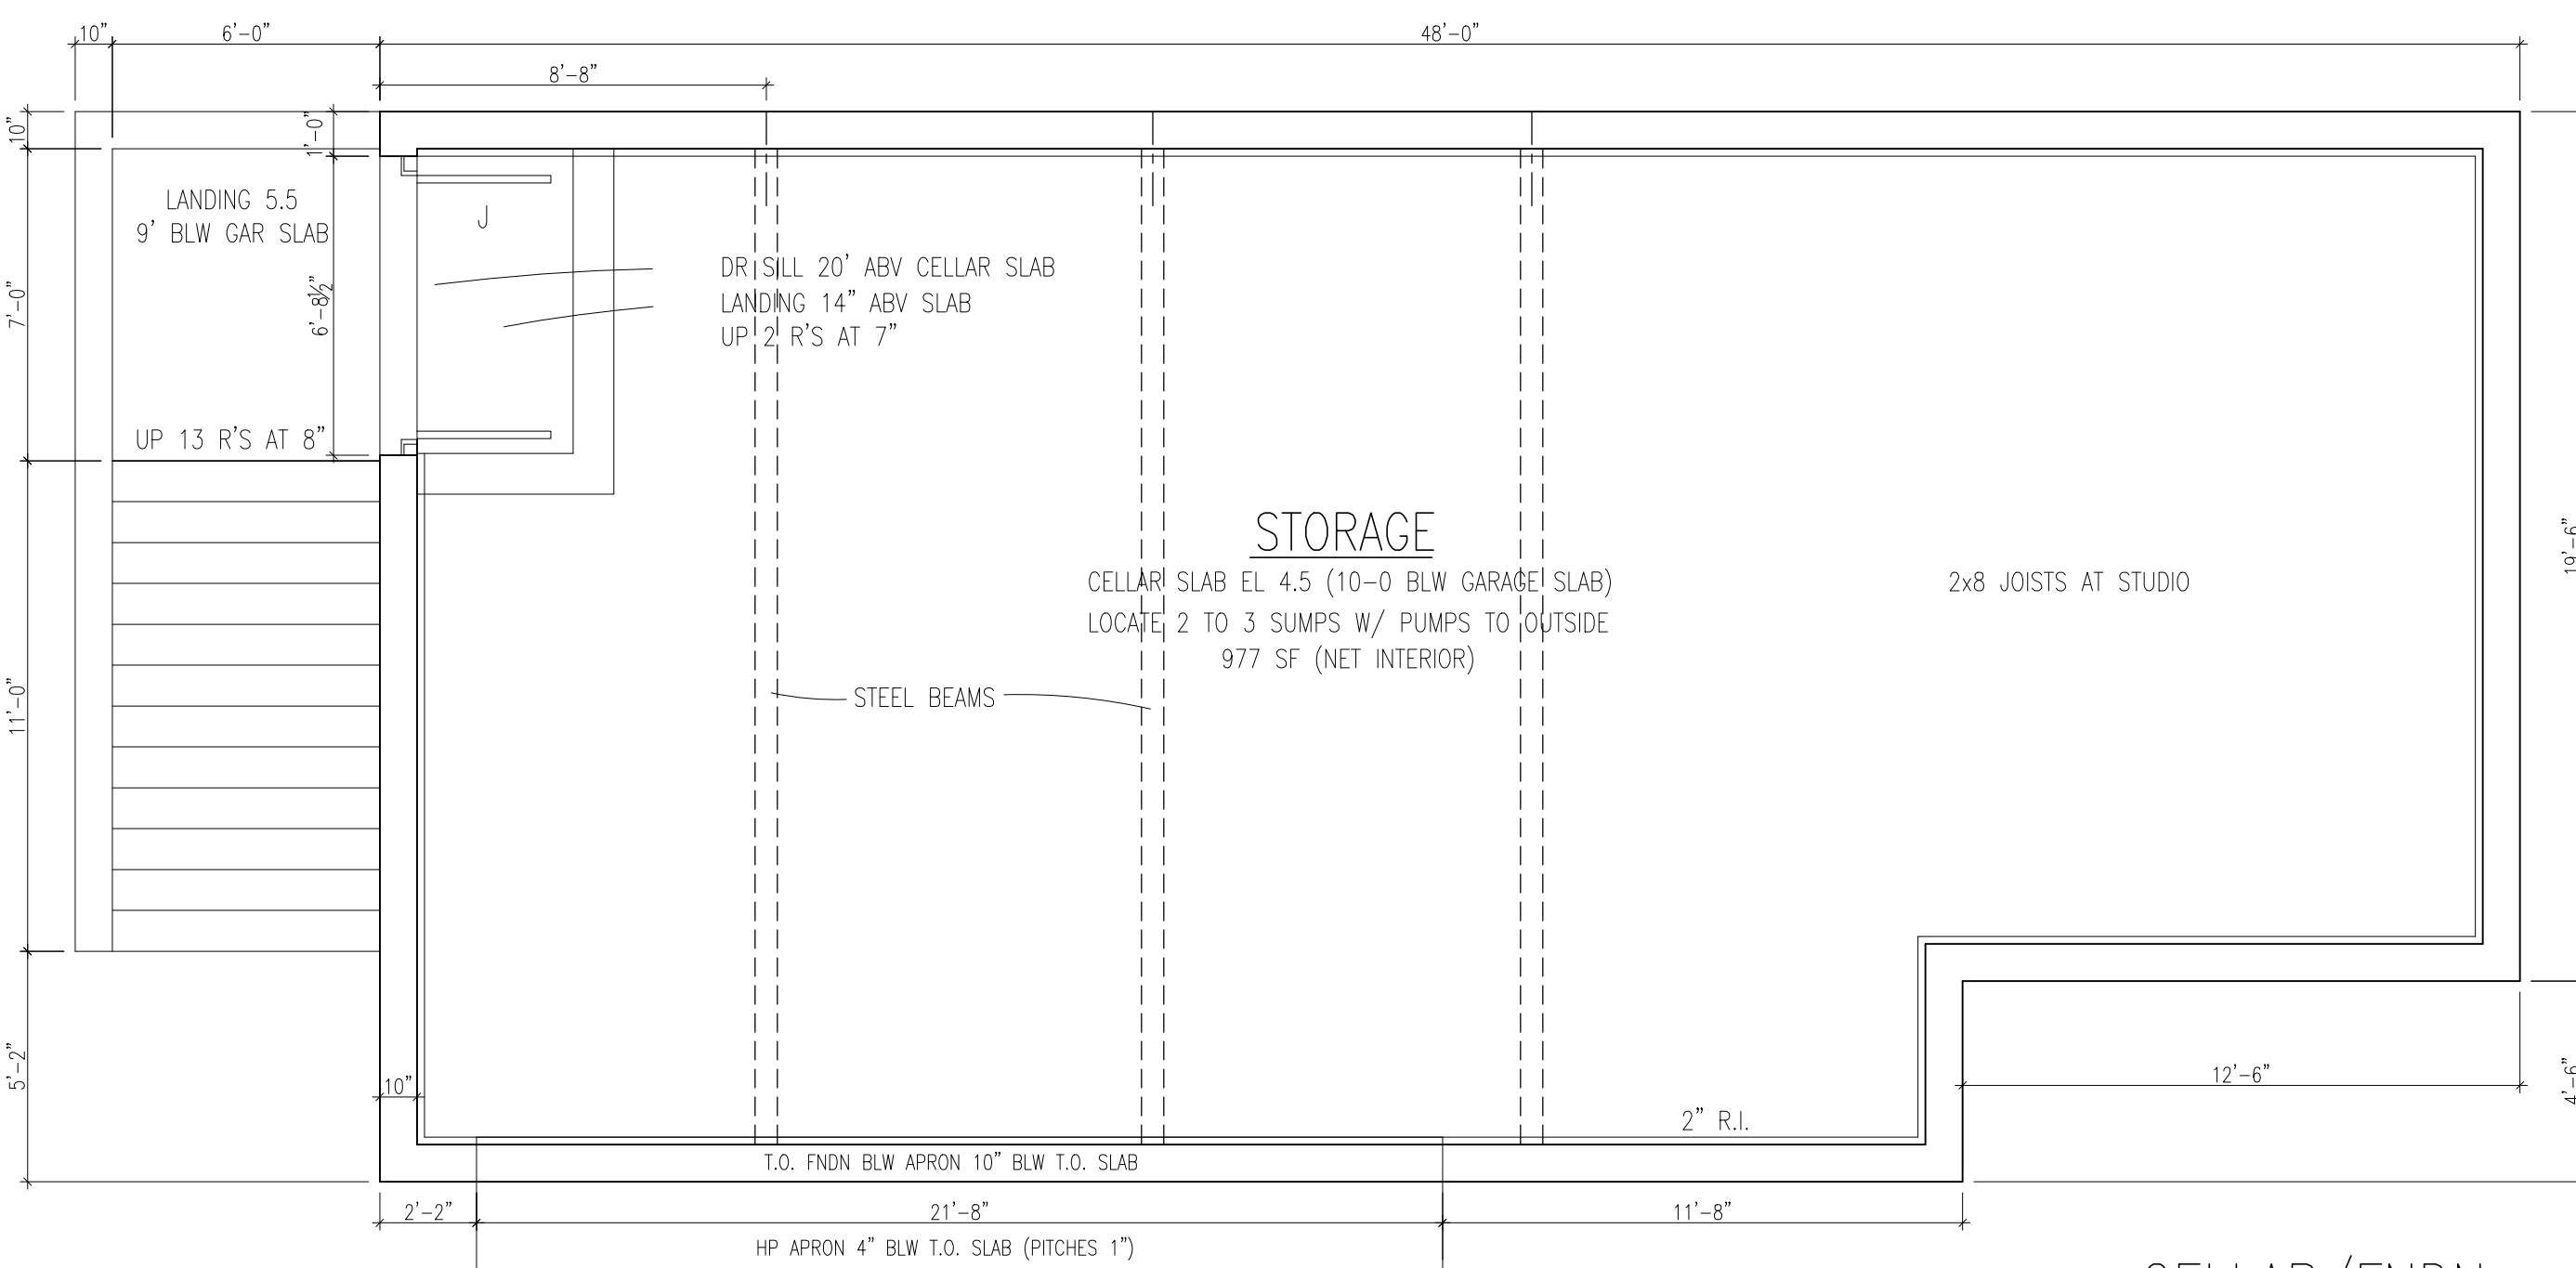 10"
6'-0"
48'-0"
8'-8"
10"
1'-0"
LANDING 5.5
9' BLW GAR SLAB
J
7'-0"
6'-8½"
DR SILL 20' ABV CELLAR SLAB
LANDING 14" ABV SLAB
UP 2 R'S AT 7"
UP 13 R'S AT 8"
STORAGE
CELLAR SLAB EL 4.5 (10-0 BLW GARAGE SLAB)
LOCATE 2 TO 3 SUMPS W/ PUMPS TO OUTSIDE
977 SF (NET INTERIOR)
2x8 JOISTS AT STUDIO
19'-6"
STEEL BEAMS
11'-0"
5'-2"
10"
12'-6"
4'-6"
2" R.I.
T.O. FNDN BLW APRON 10" BLW T.O. SLAB
2'-2"
21'-8"
11'-8"
HP APRON 4" BLW T.O. SLAB (PITCHES 1")
CELLAR/FNDN